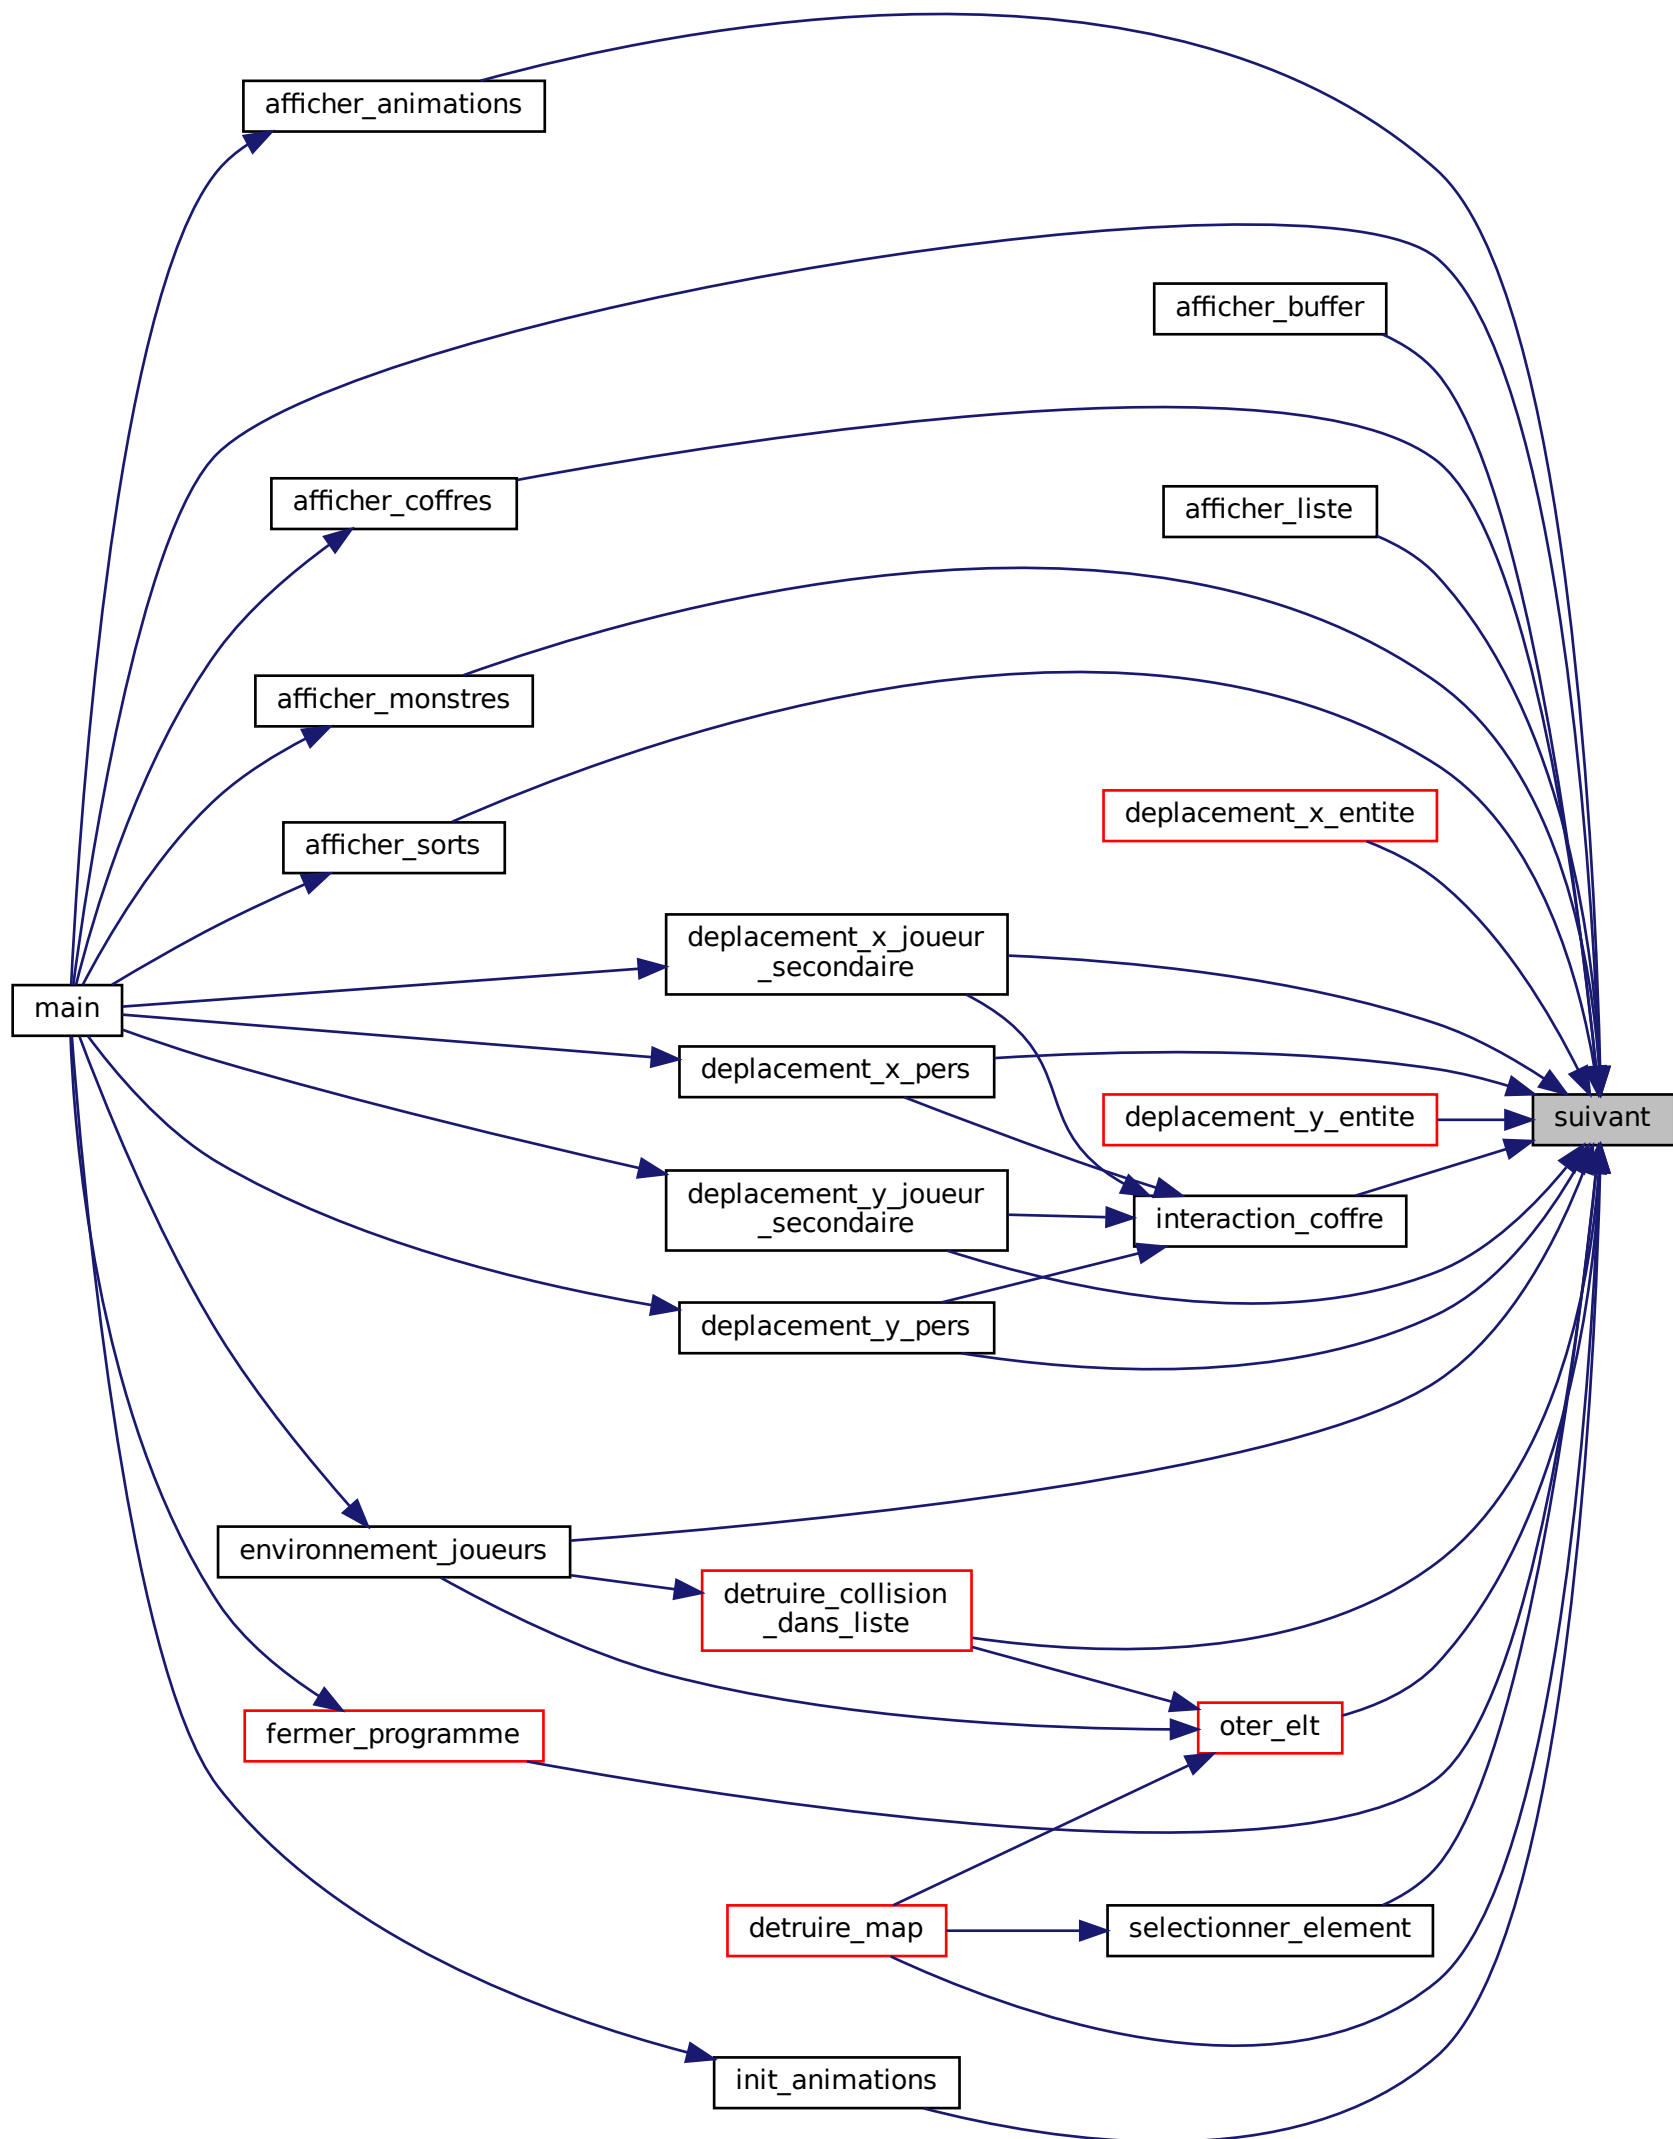 afficher_animations
afficher_buffer
afficher_coffres
afficher_liste
afficher_monstres
deplacement_x_entite
afficher_sorts
deplacement_x_joueur
_secondaire
main
deplacement_x_pers
deplacement_y_entite
suivant
deplacement_y_joueur
_secondaire
interaction_coffre
deplacement_y_pers
environnement_joueurs
detruire_collision
_dans_liste
fermer_programme
oter_elt
detruire_map
selectionner_element
init_animations